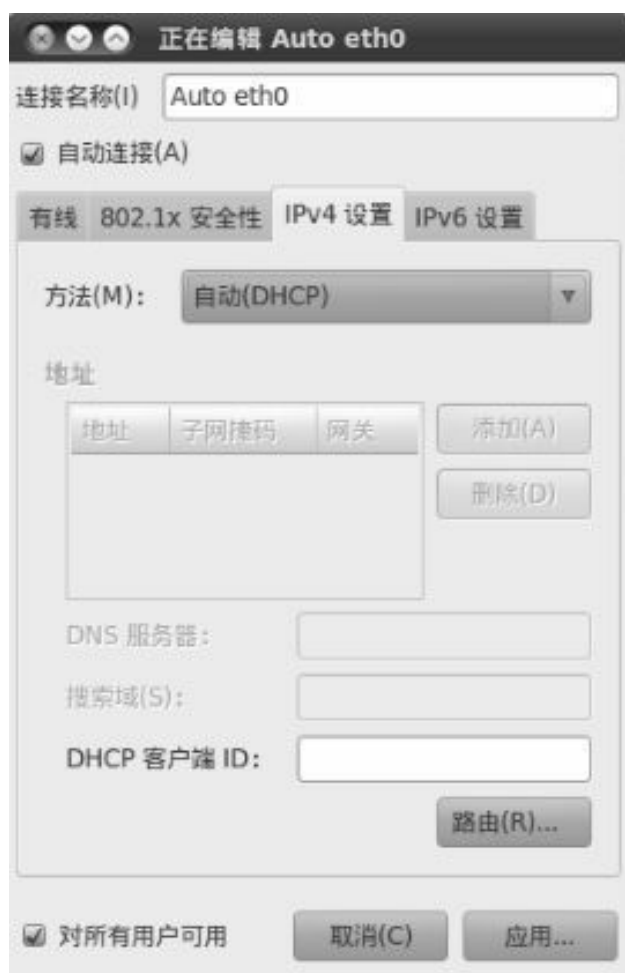 正在编辑 Auto eth0
连接名称(I) Auto eth0
自动连接(A)
有线 802.1x 安全性 IPv4 设置 IPv6 设置
方法(M): 自动(DHCP)
地址
地址 子网掩码 网关 添加(A)
删除(D)
DNS 服务器:
搜索域(S):
DHCP 客户端 ID:
路由(R)...
对所有用户可用 取消(C) 应用...